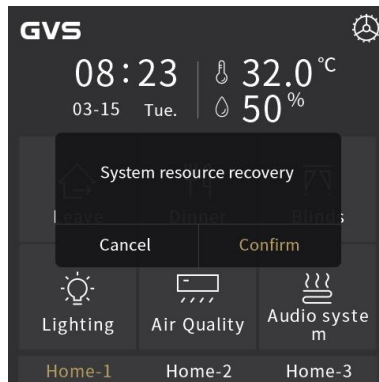 GVS
08:23
32.0 °C
03-15 Tue.
50 %
System resource recovery
Leave
Dinner
Blinds
Cancel
Confirm
Lighting
Air Quality
Audio syste
m
Home-1
Home-2
Home-3